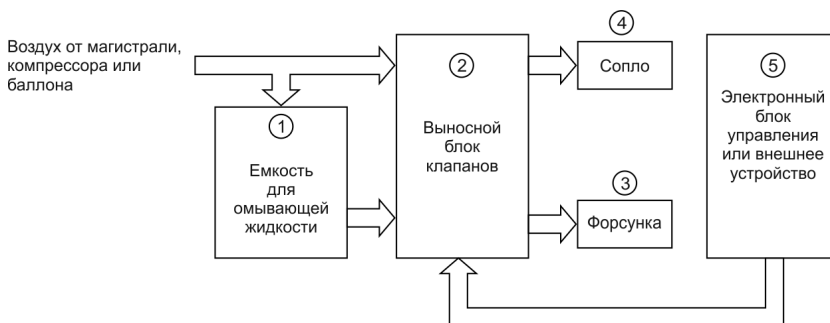 Воздух от магистрали,
компрессора или
баллона
1
Емкость
для
омывающей
жидкости
2
Выносной
блок
клапанов
4
Сопло
3
Форсунка
5
Электронный
блок
управления
или внешнее
устройство